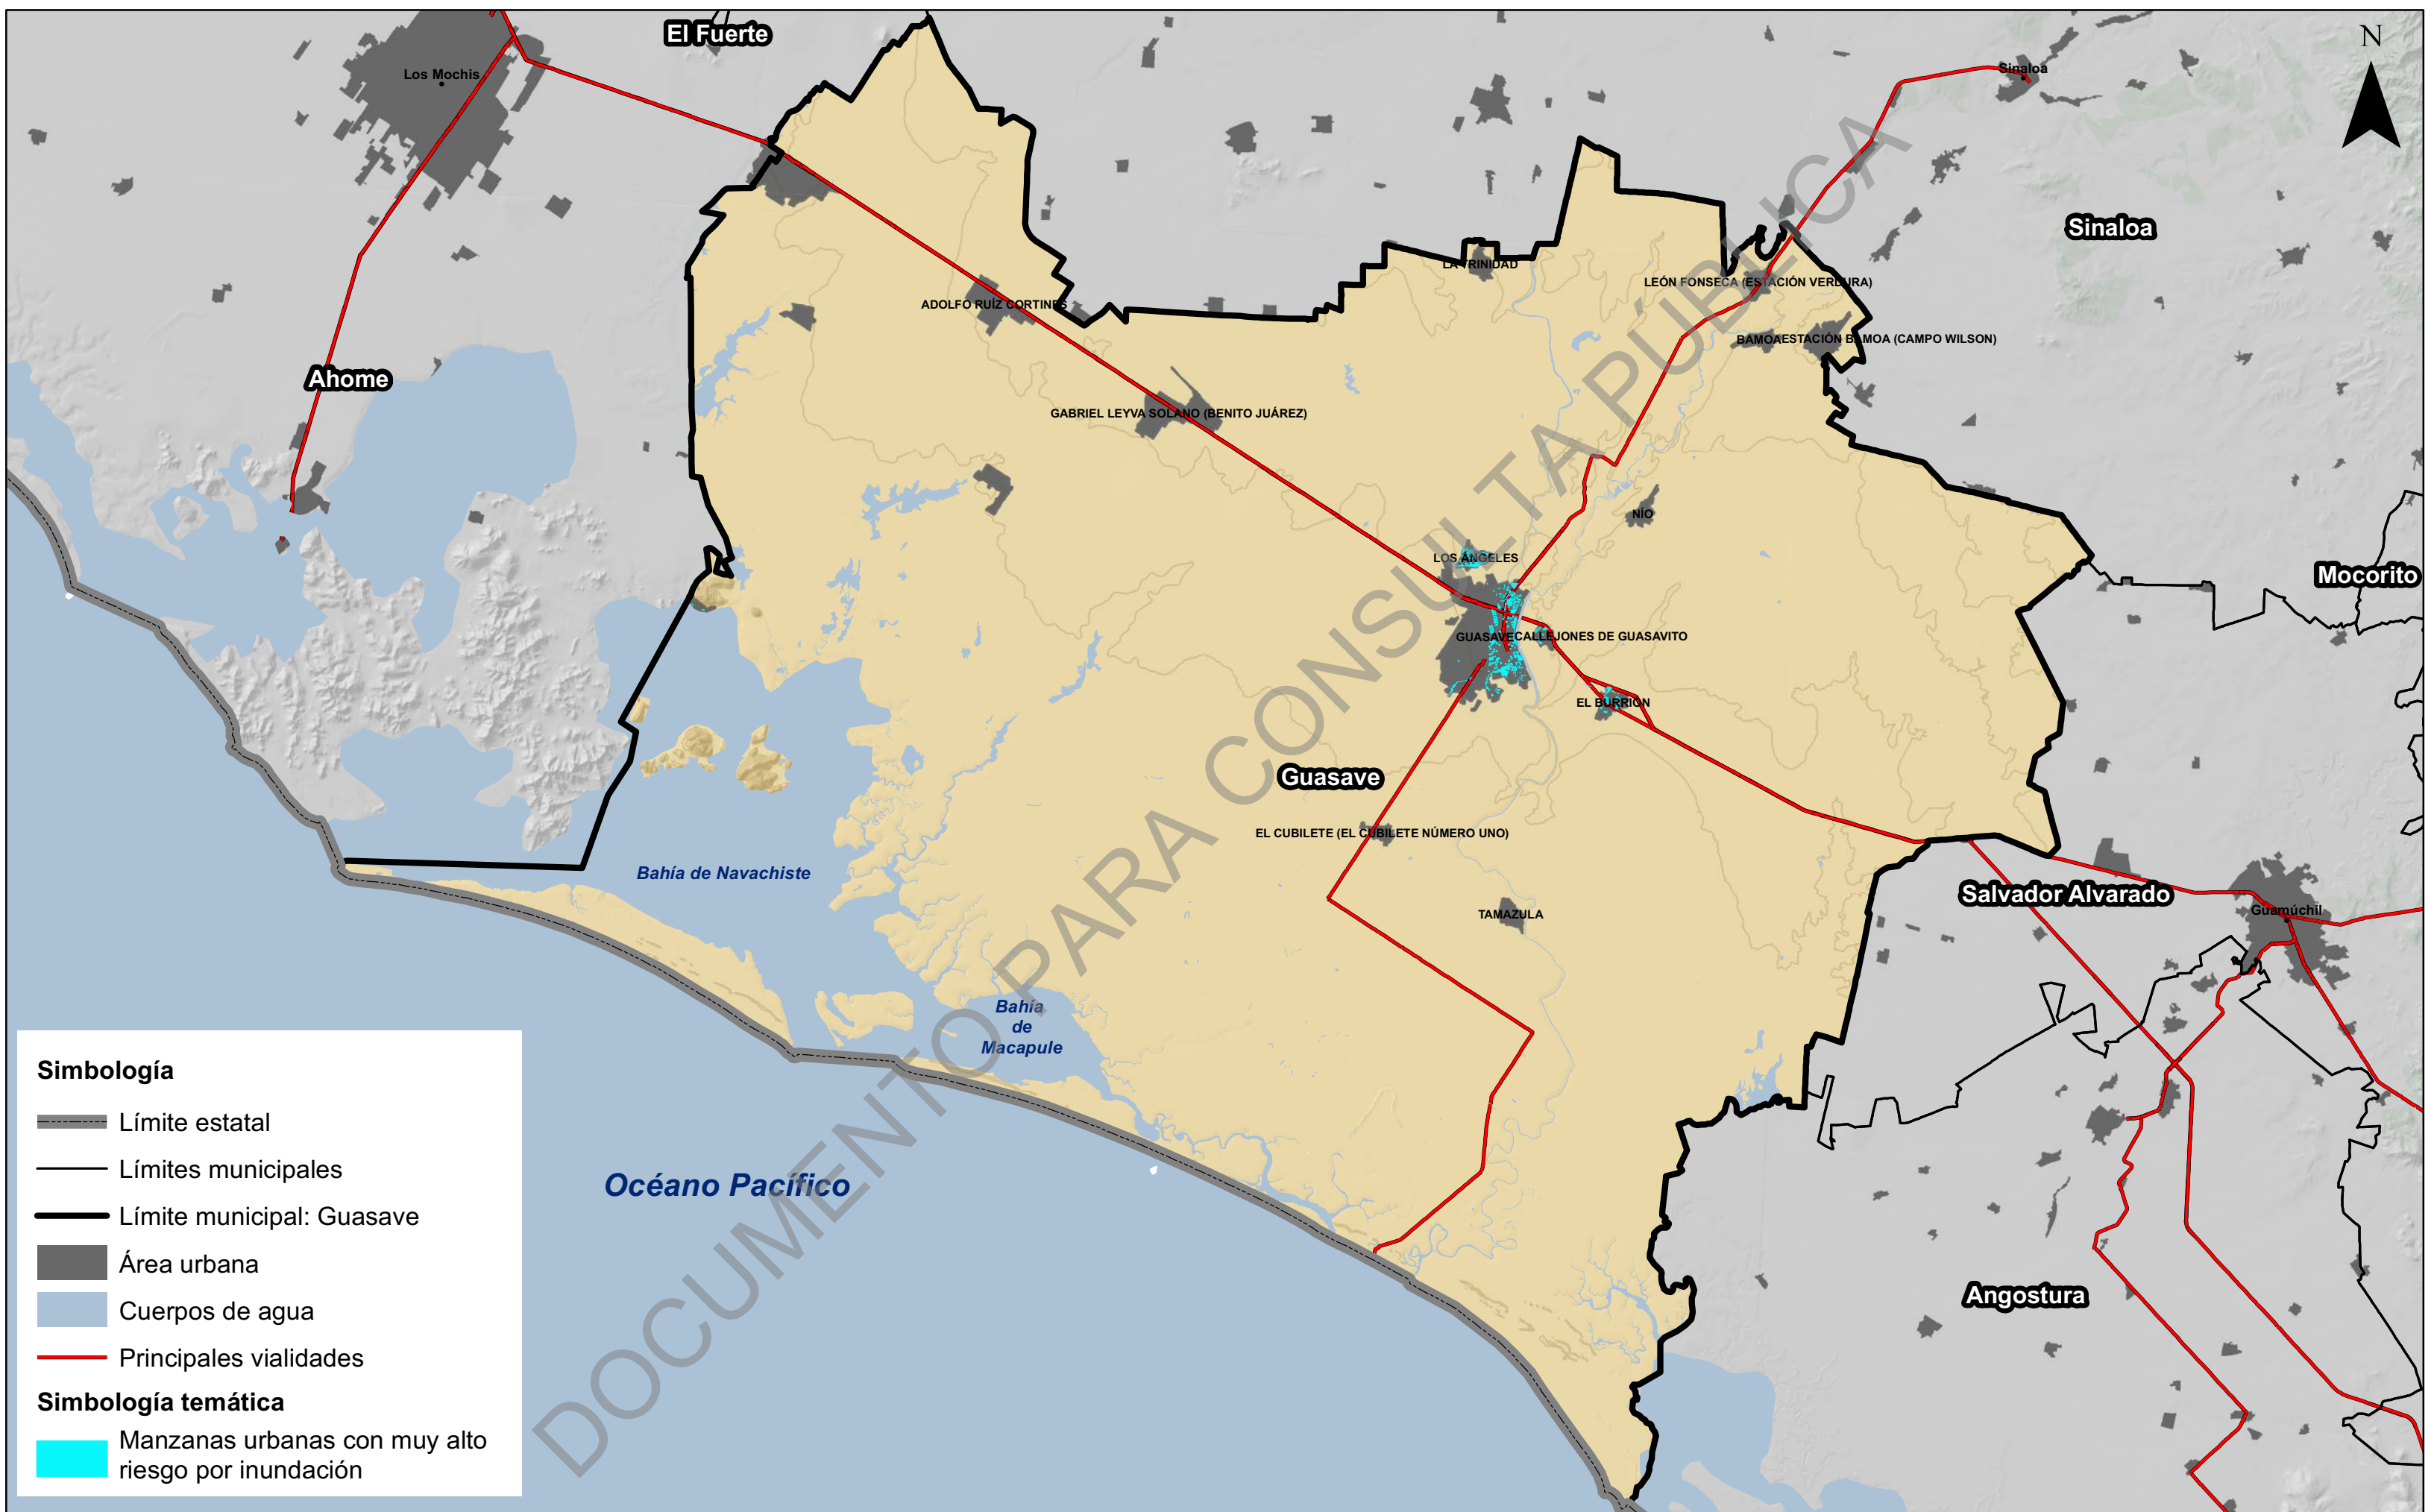 El Fuerte
N
Los Mochis
Sinaloa
Sinaloa
LA TRINIDAD
LEÓN FONSECA (ESTACIÓN VERDURA)
ADOLFO RUÍZ CORTINES
BAMOA
ESTACIÓN BAMOA (CAMPO WILSON)
Ahome
GABRIEL LEYVA SOLANO (BENITO JUÁREZ)
NÍO
LOS ÁNGELES
Mocorito
GUASAVE
CALLEJONES DE GUASAVITO
EL BURRIÓN
Guasave
EL CUBILETE (EL CUBILETE NÚMERO UNO)
Bahía de Navachiste
Salvador Alvarado
Guamúchil
TAMAZULA
Bahía
de
Macapule
Océano Pacífico
Angostura
DOCUMENTO PARA CONSULTA PUBLICA
Simbología
Límite estatal
Límites municipales
Límite municipal: Guasave
Área urbana
Cuerpos de agua
Principales vialidades
Simbología temática
Manzanas urbanas con muy alto
riesgo por inundación